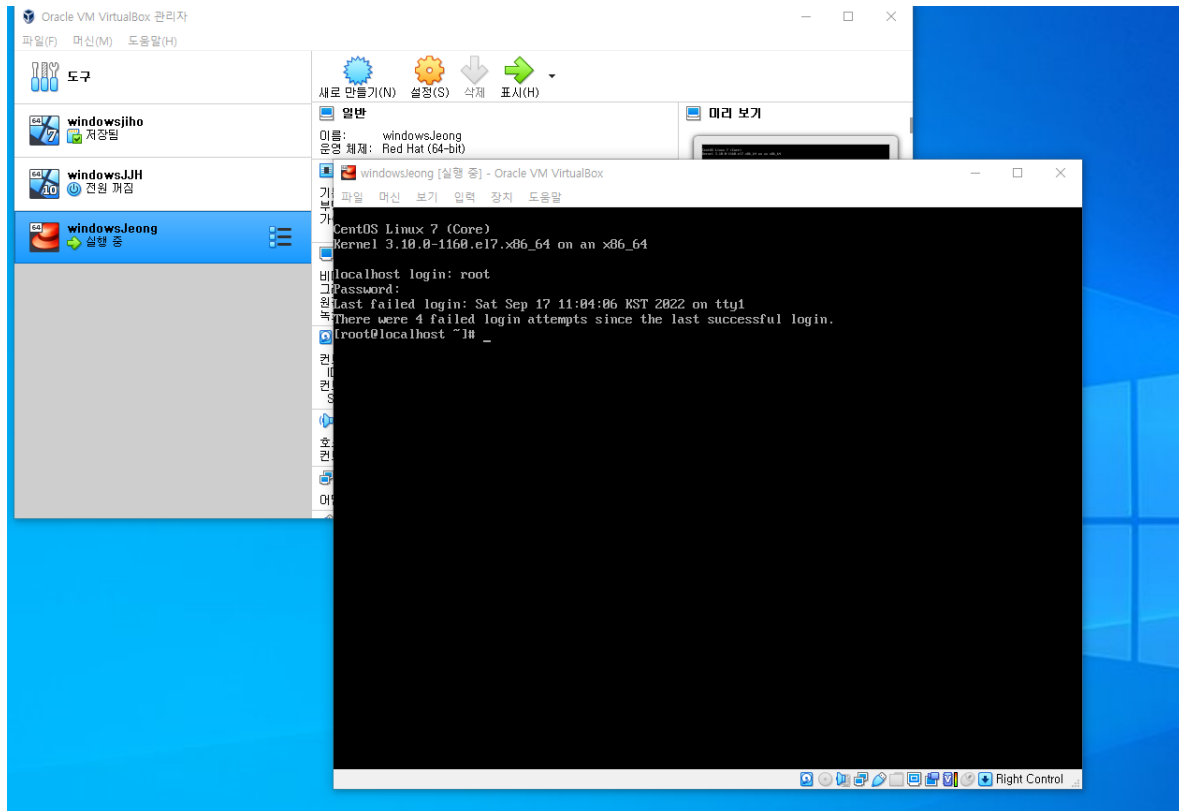 Oracle VM VirtualBox 관리자
파일(F) 머신(M) 도움말(H)
도구
새로 만들기(N) 설정(S) 삭제 표시(H)
windowsjiho
저장됨
windowsJJH
전원 꺼짐
windowsJeong
실행 중
일반
이름: windowsJeong
운영 체제: Red Hat (64-bit)
미리 보기
windowsJeong [실행 중] - Oracle VM VirtualBox
파일 머신 보기 입력 장치 도움말
CentOS Linux 7 (Core)
Kernel 3.10.0-1160.el7.x86_64 on an x86_64
localhost login: root
Password:
Last failed login: Sat Sep 17 11:04:06 KST 2022 on tty1
There were 4 failed login attempts since the last successful login.
[root@localhost ~]# _
Right Control